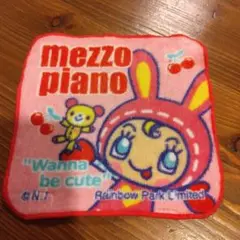 mezzo
piano
"Wanna
be cute"
©N.T
Rainbow Park Limited